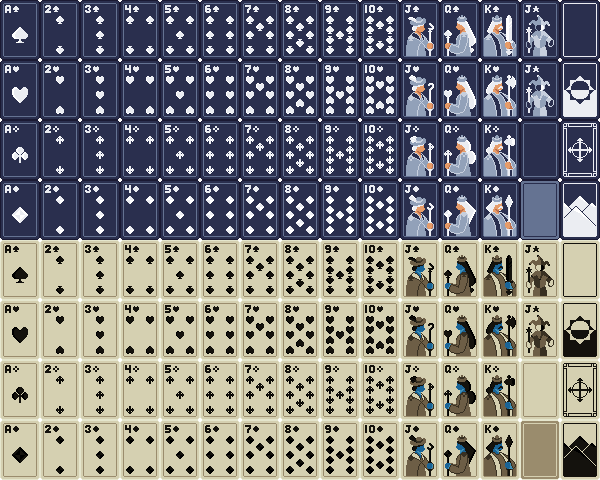 A♠ 2♠ 3♠ 4♠ 5♠ 6♠ 7♠ 8♠ 9♠ 10♠ J♠ Q♠ K♠ J★
A♥ 2♥ 3♥ 4♥ 5♥ 6♥ 7♥ 8♥ 9♥ 10♥ J♥ Q♥ K♥ J★
A♣ 2♣ 3♣ 4♣ 5♣ 6♣ 7♣ 8♣ 9♣ 10♣ J♣ Q♣ K♣
A♦ 2♦ 3♦ 4♦ 5♦ 6♦ 7♦ 8♦ 9♦ 10♦ J♦ Q♦ K♦
A♠ 2♠ 3♠ 4♠ 5♠ 6♠ 7♠ 8♠ 9♠ 10♠ J♠ Q♠ K♠ J★
A♥ 2♥ 3♥ 4♥ 5♥ 6♥ 7♥ 8♥ 9♥ 10♥ J♥ Q♥ K♥ J★
A♣ 2♣ 3♣ 4♣ 5♣ 6♣ 7♣ 8♣ 9♣ 10♣ J♣ Q♣ K♣
A♦ 2♦ 3♦ 4♦ 5♦ 6♦ 7♦ 8♦ 9♦ 10♦ J♦ Q♦ K♦